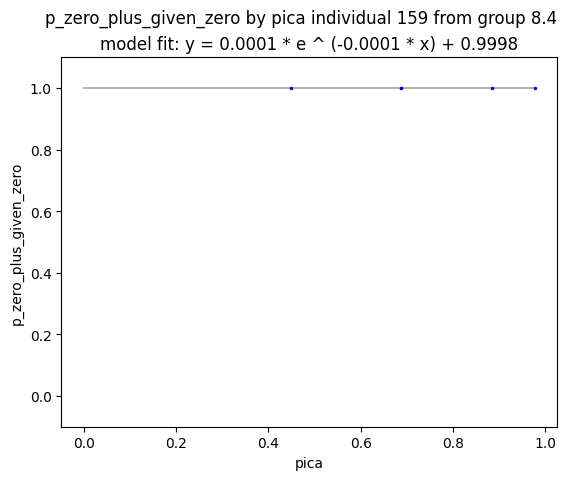 p_zero_plus_given_zero by pica individual 159 from group 8.4
model fit: y = 0.0001 * e ^ (-0.0001 * x) + 0.9998
1.0
0.8
0.6
0.4
0.2
0.0
p_zero_plus_given_zero
0.0 0.2 0.4 0.6 0.8 1.0
pica